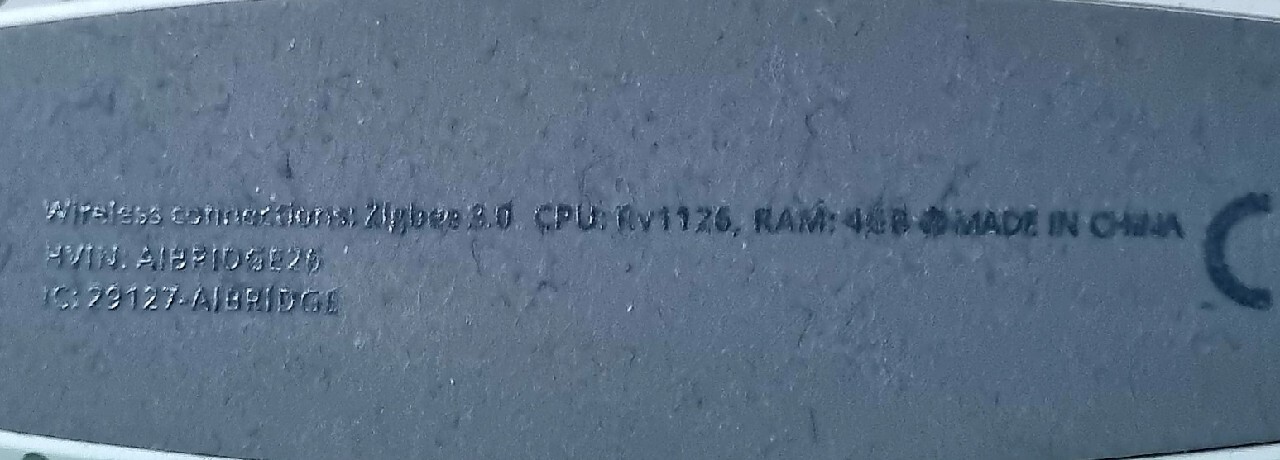 Wireless connections: Zigbee 3.0 CPU: Rv1126, RAM: 4GB MADE IN CHINA
HVIN: AIBRIDGE26
IC: 29127-AIBRIDGE